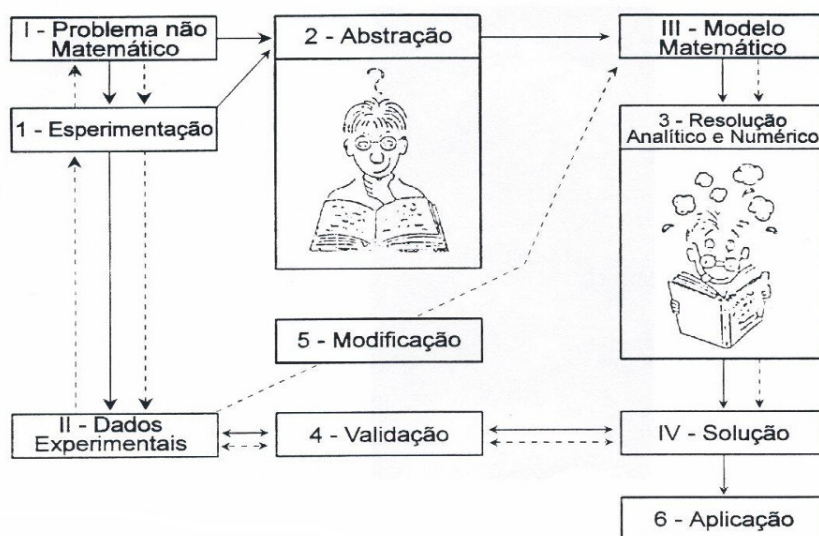 I - Problema não
Matemático
2 - Abstração
III - Modelo
Matemático
1 - Esperimentação
3 - Resolução
Analítico e Numérico
?
5 - Modificação
II - Dados
Experimentais
4 - Validação
IV - Solução
6 - Aplicação